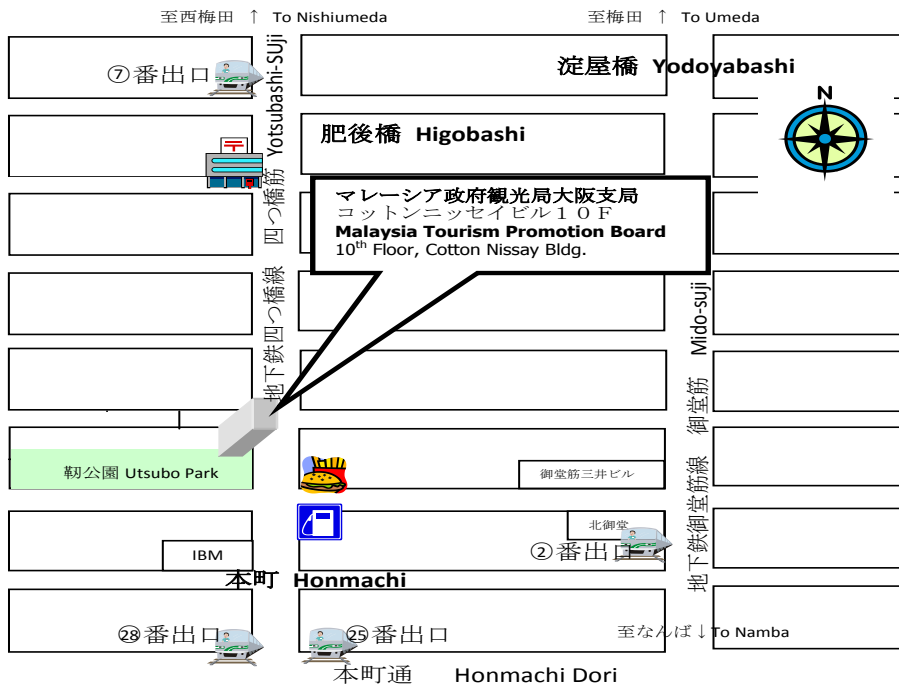 至西梅田 ↑ To Nishiumeda
至梅田 ↑ To Umeda
⑦番出口
淀屋橋 Yodoyabashi
N
〒
肥後橋 Higobashi
地下鉄四つ橋線 四つ橋筋 Yotsubashi-SUji
マレーシア政府観光局大阪支局
コットンニッセイビル１０Ｆ
Malaysia Tourism Promotion Board
10th Floor, Cotton Nissay Bldg.
地下鉄御堂筋線 御堂筋 Mido-suji
靭公園 Utsubo Park
御堂筋三井ビル
北御堂
②番出口
IBM
本町 Honmachi
㉘番出口
㉕番出口
至なんば↓To Namba
本町通 Honmachi Dori